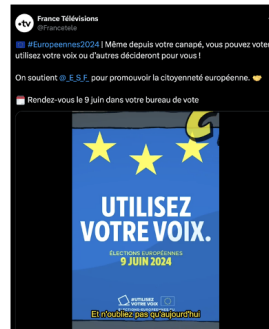 France Télévisions
@Francetele
#Europeennes2024 | Même depuis votre canapé, vous pouvez voter
utilisez votre voix ou d'autres décideront pour vous !
On soutient @_E_S_F_ pour promouvoir la citoyenneté européenne.
Rendez-vous le 9 juin dans votre bureau de vote
UTILISEZ
VOTRE VOIX.
ÉLECTIONS EUROPÉENNES
9 JUIN 2024
#UTILISEZ
VOTRE VOIX
Et n'oubliez pas qu'aujourd'hui